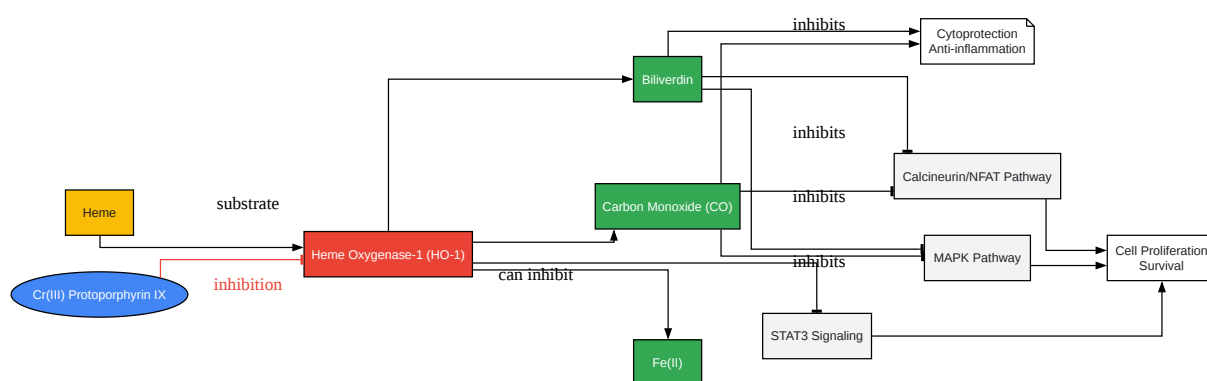 inhibits
Cytoprotection
Anti-inflammation
Biliverdin
inhibits
Calcineurin/NFAT Pathway
Heme
substrate
Carbon Monoxide (CO)
inhibits
Heme Oxygenase-1 (HO-1)
MAPK Pathway
Cell Proliferation
Survival
inhibits
Cr(III) Protoporphyrin IX
inhibition
can inhibit
STAT3 Signaling
Fe(II)